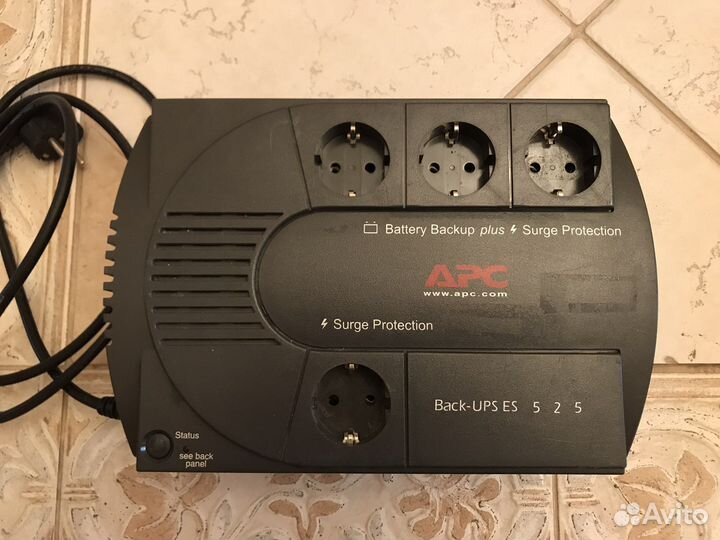 Battery Backup plus Surge Protection
APC
www.apc.com
Surge Protection
Back-UPS ES 5 2 5
Status
see back
panel
Avito